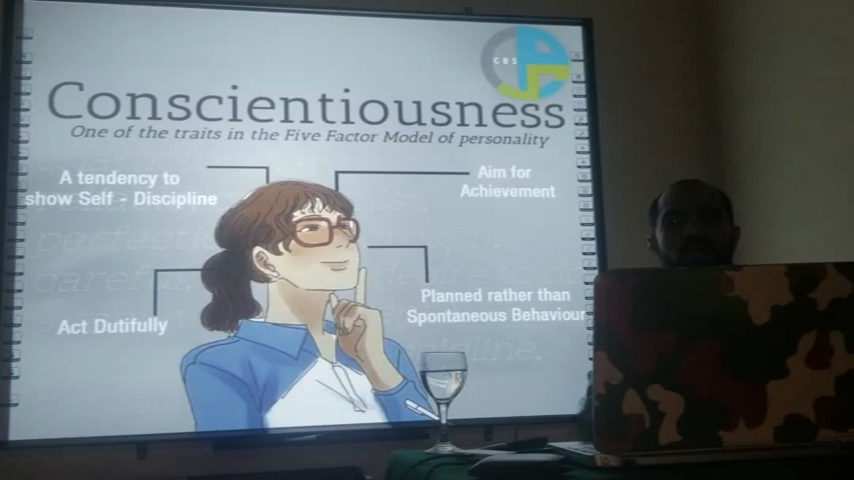 CBS
Conscientiousness
One of the traits in the Five Factor Model of personality
A tendency to
show Self - Discipline
Aim for
Achievement
Planned rather than
Spontaneous Behaviour
Act Dutifully